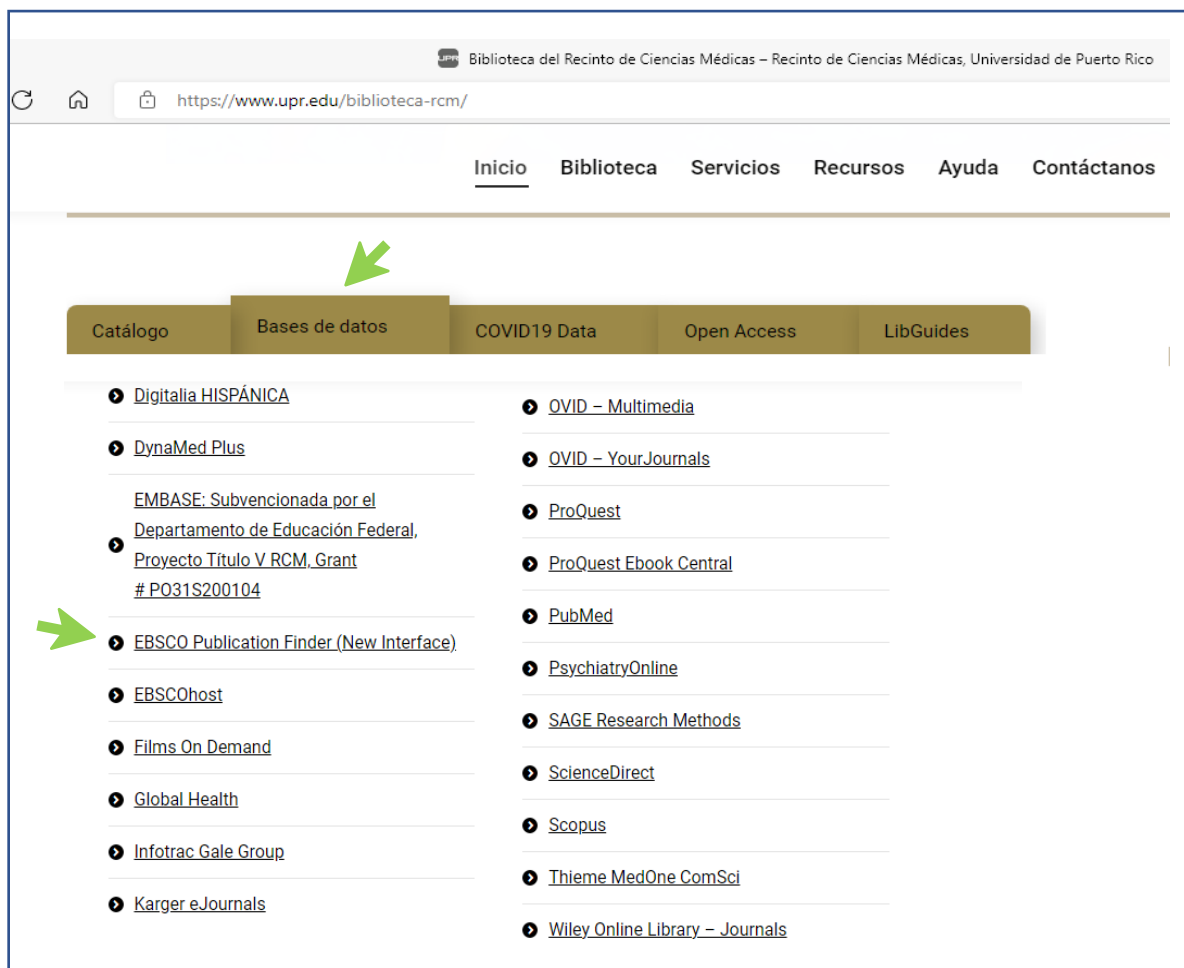 UPR Biblioteca del Recinto de Ciencias Médicas – Recinto de Ciencias Médicas, Universidad de Puerto Rico
https://www.upr.edu/biblioteca-rcm/
Inicio Biblioteca Servicios Recursos Ayuda Contáctanos
Catálogo Bases de datos COVID19 Data Open Access LibGuides
Digitalia HISPÁNICA
DynaMed Plus
EMBASE: Subvencionada por el
Departamento de Educación Federal,
Proyecto Título V RCM, Grant
# PO31S200104
EBSCO Publication Finder (New Interface)
EBSCOhost
Films On Demand
Global Health
Infotrac Gale Group
Karger eJournals
OVID – Multimedia
OVID – YourJournals
ProQuest
ProQuest Ebook Central
PubMed
PsychiatryOnline
SAGE Research Methods
ScienceDirect
Scopus
Thieme MedOne ComSci
Wiley Online Library – Journals